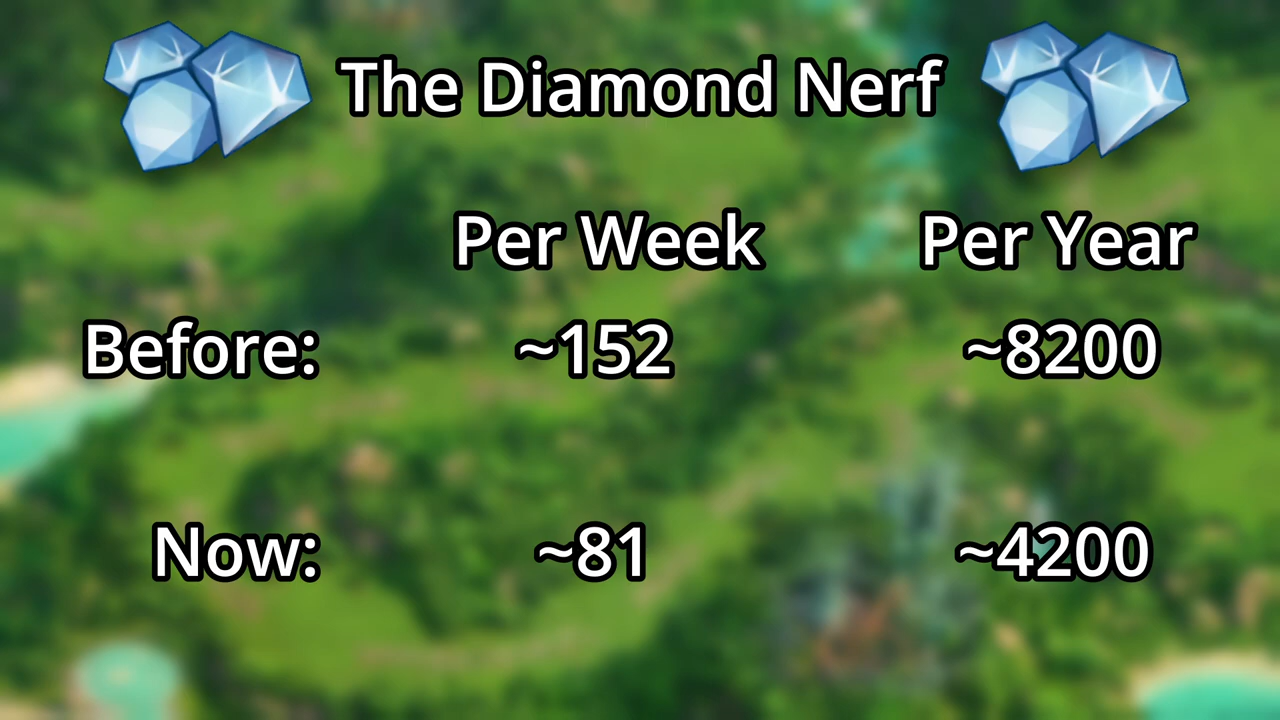 The Diamond Nerf
Per Week Per Year
Before: ~152 ~8200
Now: ~81 ~4200